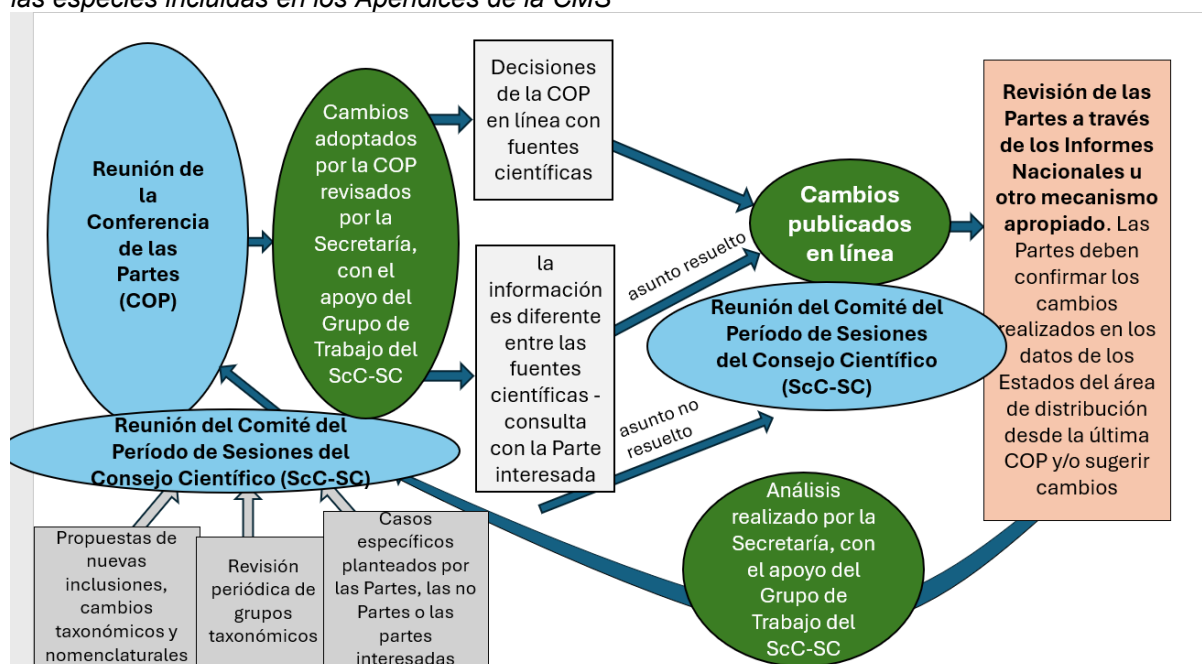 las especies incluidas en los Apéndices de la CMS
Reunión de
la
Conferencia
de las
Partes
(COP)
Cambios
adoptados
por la COP
revisados
por la
Secretaría,
con el
apoyo del
Grupo de
Trabajo del
ScC-SC
Decisiones
de la COP
en línea con
fuentes
científicas
la
información
es diferente
entre las
fuentes
científicas -
consulta
con la Parte
interesada
asunto resuelto
asunto no
resuelto
Cambios
publicados
en línea
Reunión del Comité del
Período de Sesiones
del Consejo Científico
(ScC-SC)
Revisión de las
Partes a través
de los Informes
Nacionales u
otro mecanismo
apropiado. Las
Partes deben
confirmar los
cambios
realizados en los
datos de los
Estados del área
de distribución
desde la última
COP y/o sugerir
cambios
Reunión del Comité del
Período de Sesiones del
Consejo Científico (ScC-SC)
Propuestas de
nuevas
inclusiones,
cambios
taxonómicos y
nomenclaturales
Revisión
periódica de
grupos
taxonómicos
Casos
específicos
planteados por
las Partes, las no
Partes o las
partes
interesadas
Análisis
realizado por la
Secretaría, con
el apoyo del
Grupo de
Trabajo del
ScC-SC